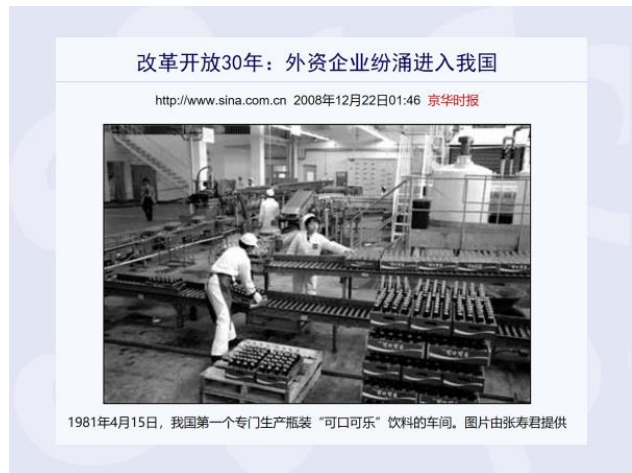 改革开放30年：外资企业纷涌进入我国
http://www.sina.com.cn 2008年12月22日01:46 京华时报
1981年4月15日，我国第一个专门生产瓶装“可口可乐”饮料的车间。图片由张寿君提供